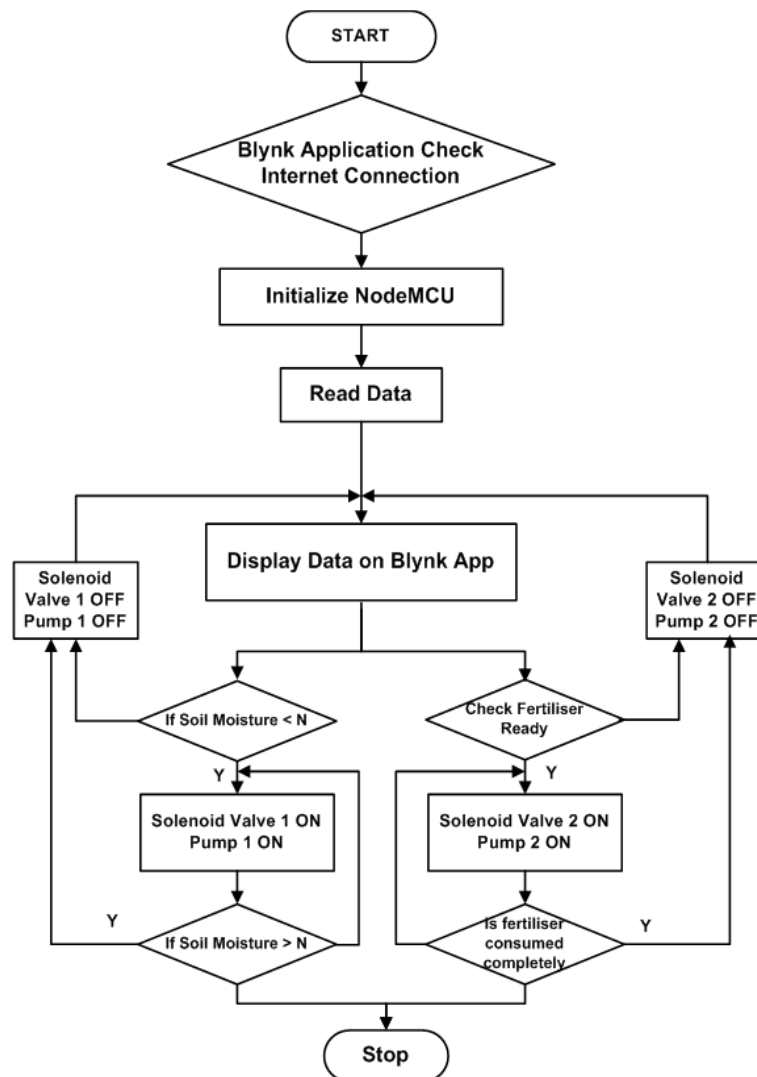 START
Blynk Application Check
Internet Connection
Initialize NodeMCU
Read Data
Display Data on Blynk App
Solenoid
Valve 1 OFF
Pump 1 OFF
Solenoid
Valve 2 OFF
Pump 2 OFF
If Soil Moisture < N
Check Fertiliser
Ready
Y
Y
Solenoid Valve 1 ON
Pump 1 ON
Solenoid Valve 2 ON
Pump 2 ON
Y
If Soil Moisture > N
Is fertiliser
consumed
completely
Y
Stop